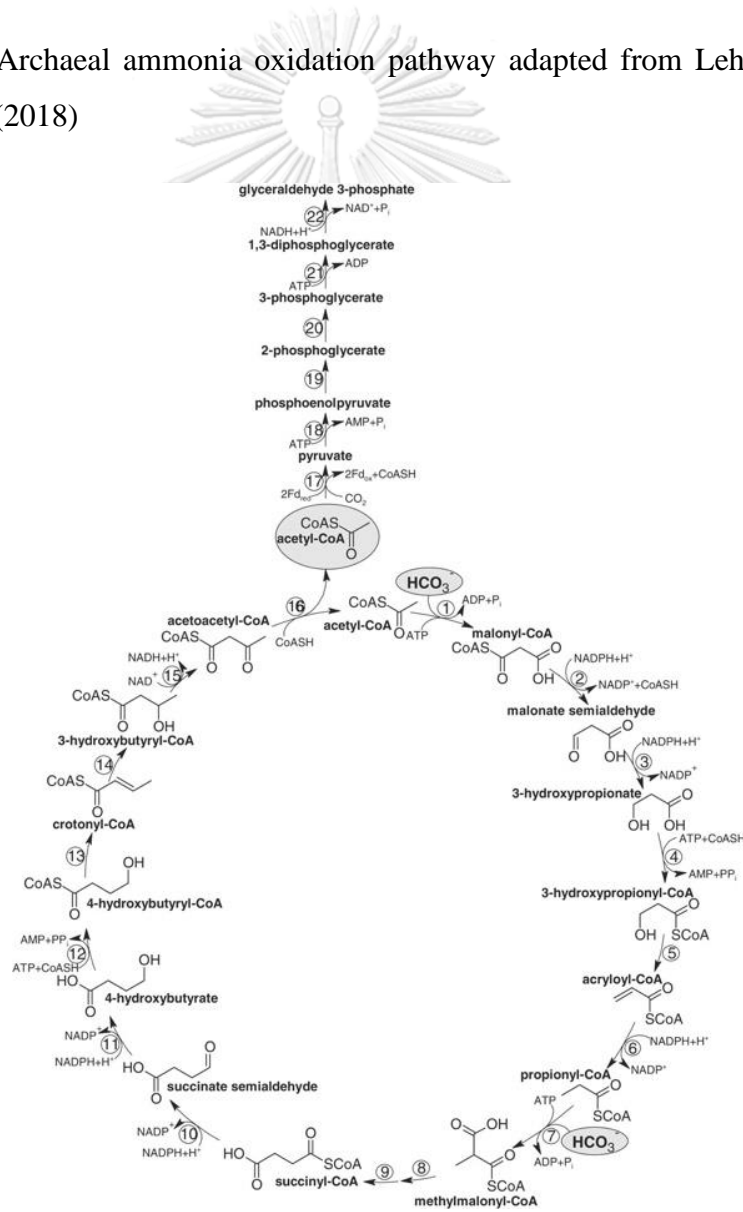 Archaeal ammonia oxidation pathway adapted from Leh
(2018)
glyceraldehyde 3-phosphate
22
NAD⁺+Pᵢ
NADH+H⁺
1,3-diphosphoglycerate
21
ADP
ATP
3-phosphoglycerate
20
2-phosphoglycerate
19
phosphoenolpyruvate
18
AMP+Pᵢ
ATP
pyruvate
17
2Fdₒₓ+CoASH
2Fd_red
CO₂
CoAS
acetyl-CoA
O
16
CoASH
CoAS
acetyl-CoA
O
HCO₃⁻
1
ADP+Pᵢ
ATP
malonyl-CoA
CoAS
O
O
OH
2
NADPH+H⁺
NADP⁺+CoASH
malonate semialdehyde
O
O
OH
3
NADPH+H⁺
NADP⁺
3-hydroxypropionate
O
OH
OH
4
ATP+CoASH
AMP+PPᵢ
3-hydroxypropionyl-CoA
O
OH
SCoA
5
acryloyl-CoA
O
SCoA
6
NADPH+H⁺
NADP⁺
propionyl-CoA
O
SCoA
ATP
7
HCO₃⁻
ADP+Pᵢ
O
OH
O
SCoA
methylmalonyl-CoA
8
9
O
HO
SCoA
O
succinyl-CoA
10
NADP⁺
NADPH+H⁺
O
HO
O
succinate semialdehyde
11
NADP⁺
NADPH+H⁺
OH
HO
O
4-hydroxybutyrate
12
AMP+PPᵢ
ATP+CoASH
OH
CoAS
O
4-hydroxybutyryl-CoA
13
crotonyl-CoA
CoAS
O
14
3-hydroxybutyryl-CoA
CoAS
O
OH
15
NADH+H⁺
NAD⁺
acetoacetyl-CoA
CoAS
O
O